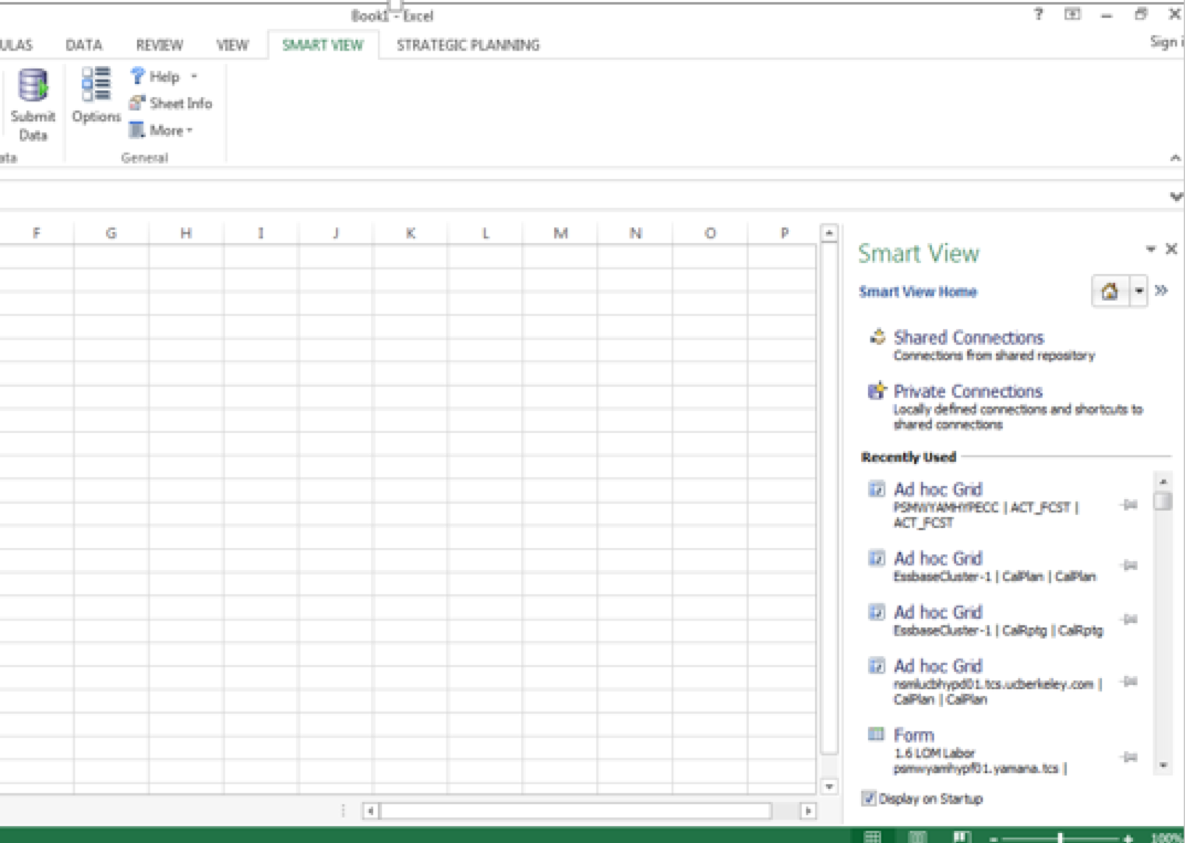 Book1 - Excel
?
ULAS DATA REVIEW VIEW SMART VIEW STRATEGIC PLANNING
Sign i
Submit
Data
Options
Help
Sheet Info
More
ata
General
F G H I J K L M N O P
Smart View
Smart View Home
Shared Connections
Connections from shared repository
Private Connections
Locally defined connections and shortcuts to
shared connections
Recently Used
Ad hoc Grid
PSMWYAMHYPECC | ACT_FCST |
ACT_FCST
Ad hoc Grid
EssbaseCluster-1 | CalPlan | CalPlan
Ad hoc Grid
EssbaseCluster-1 | CalRptg | CalRptg
Ad hoc Grid
nsmlucbhypd01.tcs.ucberkeley.com |
CalPlan | CalPlan
Form
1.6 LOM Labor
psmwyamhypf01.yamana.tcs |
Display on Startup
100%